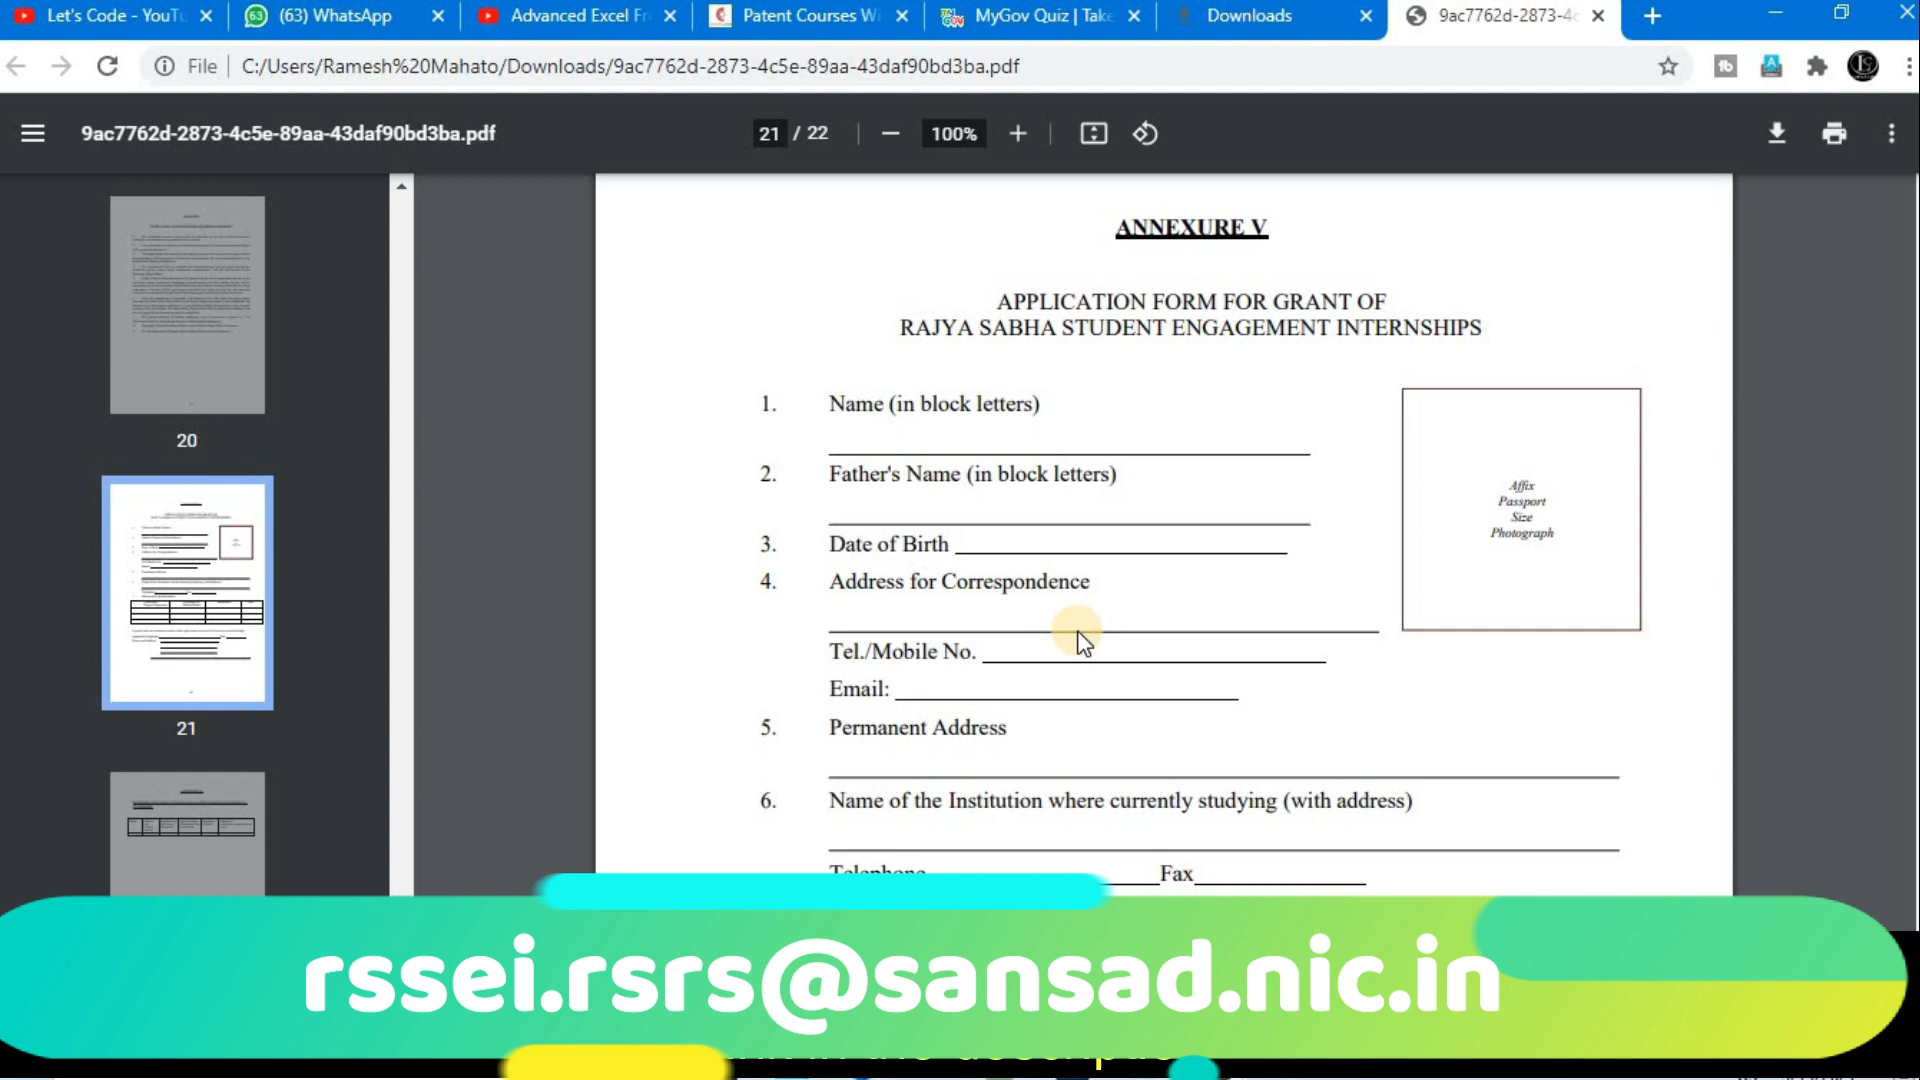 Let's Code - YouTu
63
(63) WhatsApp
Advanced Excel Fr
Patent Courses Wi
MyGov Quiz | Take
Downloads
9ac7762d-2873-4c
File
C:/Users/Ramesh%20Mahato/Downloads/9ac7762d-2873-4c5e-89aa-43daf90bd3ba.pdf
9ac7762d-2873-4c5e-89aa-43daf90bd3ba.pdf
21 / 22
100%
20
21
ANNEXURE V
APPLICATION FORM FOR GRANT OF
RAJYA SABHA STUDENT ENGAGEMENT INTERNSHIPS
1. Name (in block letters)
2. Father's Name (in block letters)
3. Date of Birth
4. Address for Correspondence
Tel./Mobile No.
Email:
5. Permanent Address
6. Name of the Institution where currently studying (with address)
Telephone Fax
Affix
Passport
Size
Photograph
rssei.rsrs@sansad.nic.in